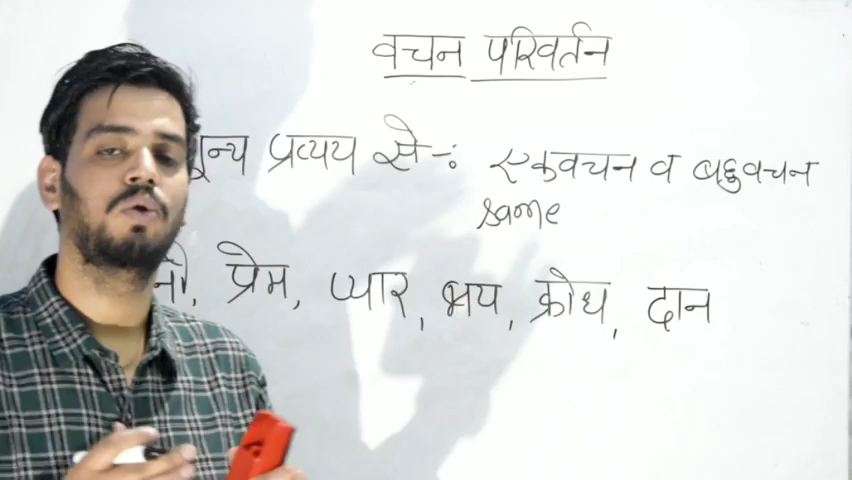 वचन परिवर्तन
प्रत्यय से -: एकवचन व बहुवचन
same
प्रेम, प्यार, भय, क्रोध, दान